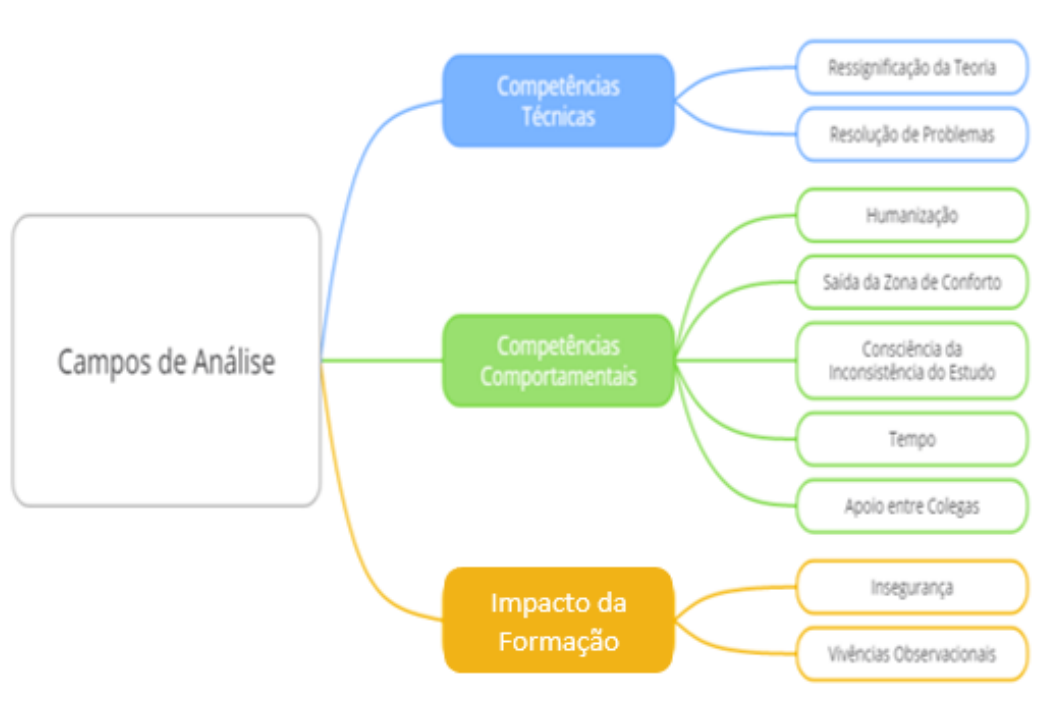 Campos de Análise
Competências
Técnicas
Ressignificação da Teoria
Resolução de Problemas
Competências
Comportamentais
Humanização
Saída da Zona de Conforto
Consciência da
Inconsistência do Estudo
Tempo
Apoio entre Colegas
Impacto da
Formação
Insegurança
Vivências Observacionais